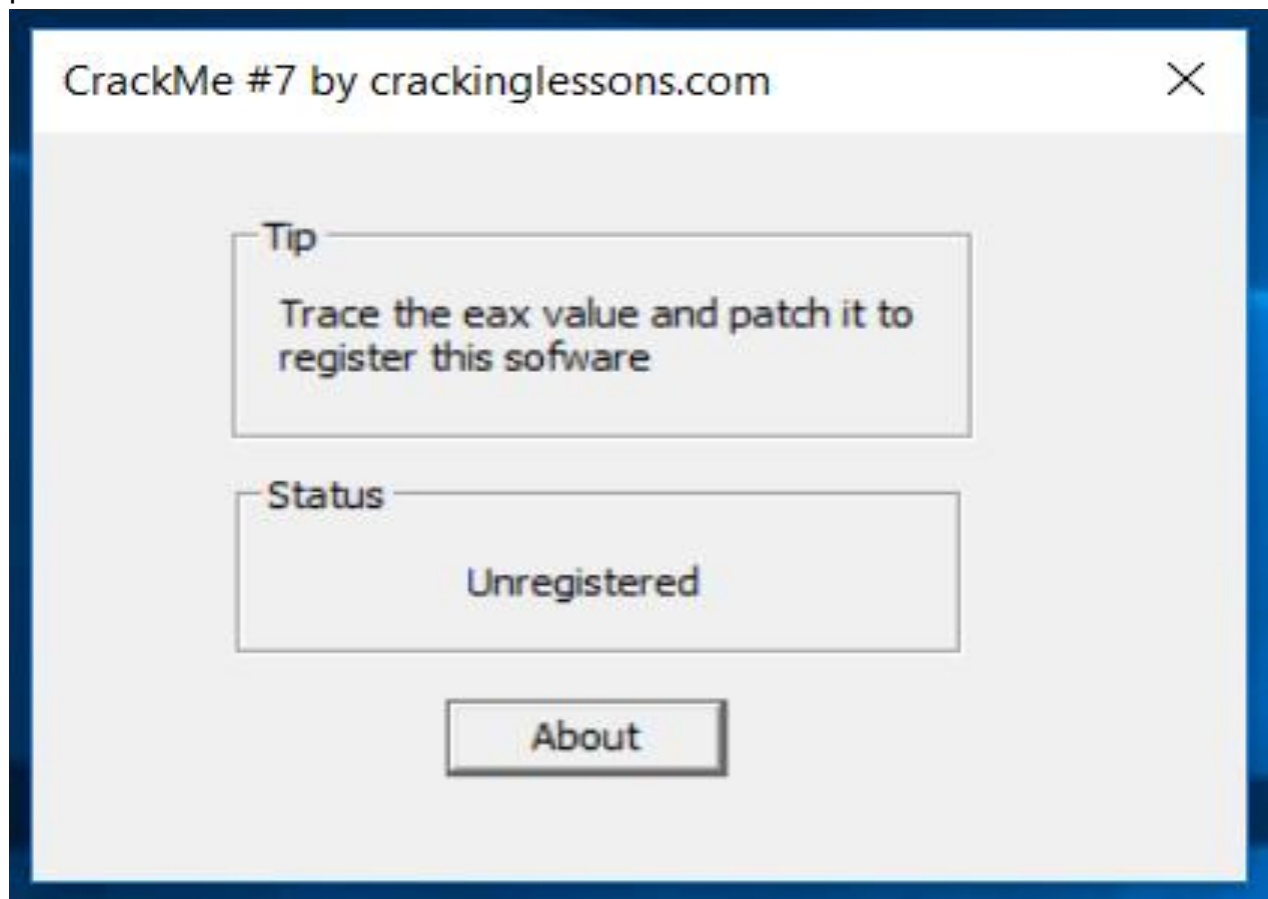 CrackMe #7 by crackinglessons.com
Tip
Trace the eax value and patch it to
register this sofware
Status
Unregistered
About